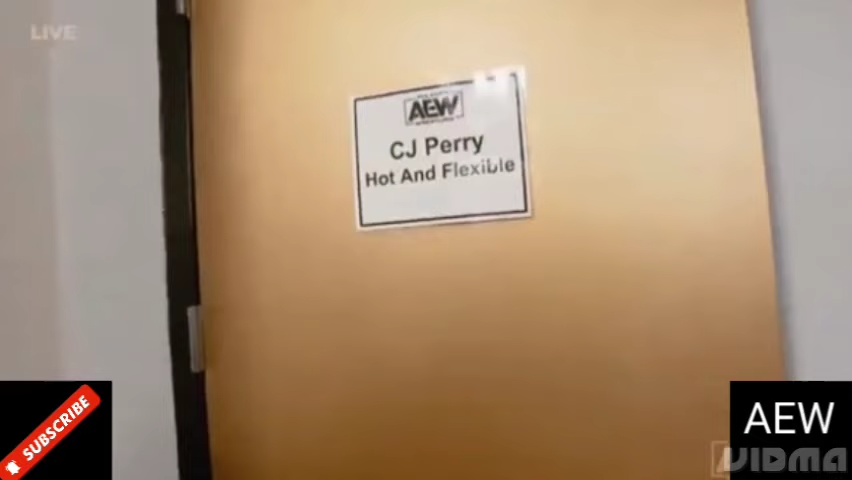 LIVE
AEW
CJ Perry
Hot And Flexible
SUBSCRIBE
AEW
VIDMA